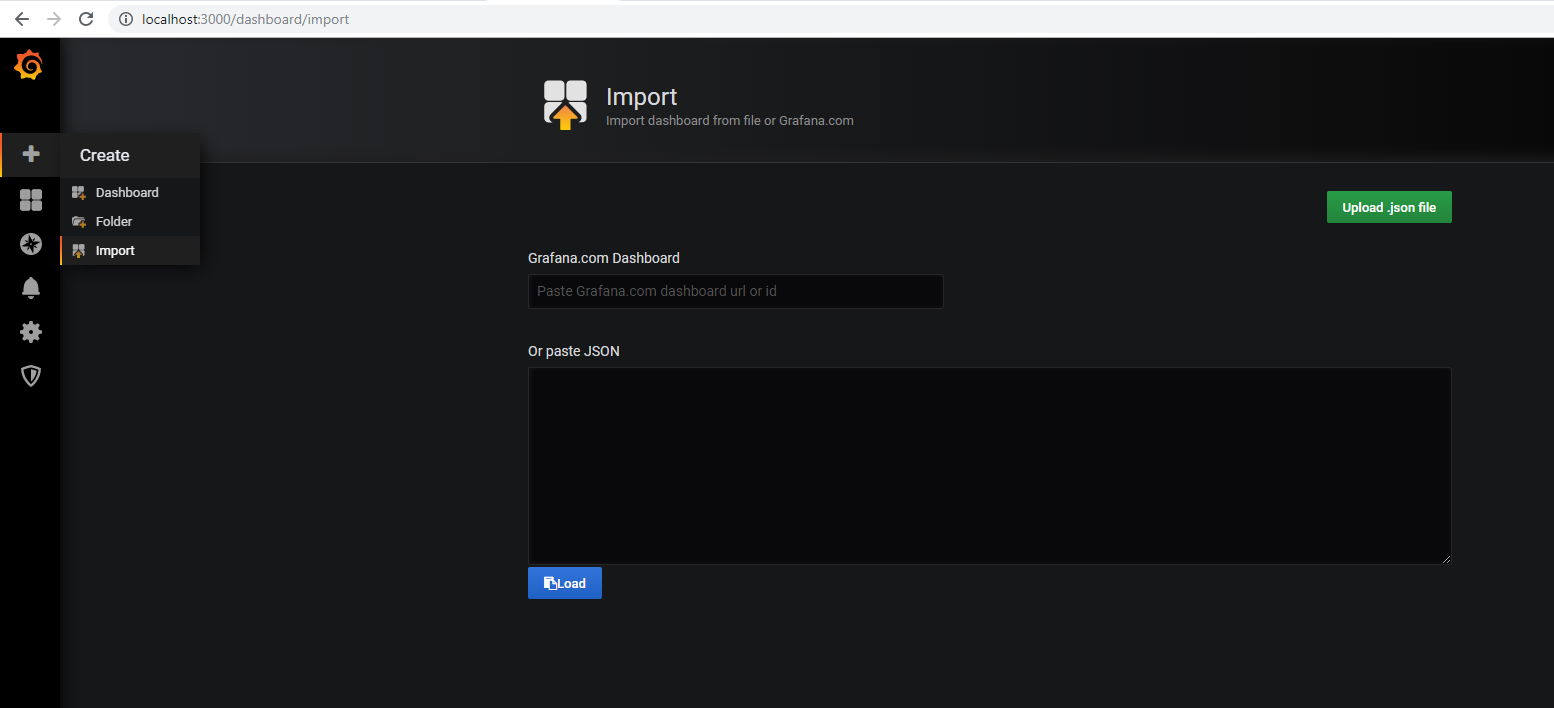 localhost:3000/dashboard/import
Import
Import dashboard from file or Grafana.com
Create
Dashboard
Folder
Import
Upload .json file
Grafana.com Dashboard
Paste Grafana.com dashboard url or id
Or paste JSON
Load